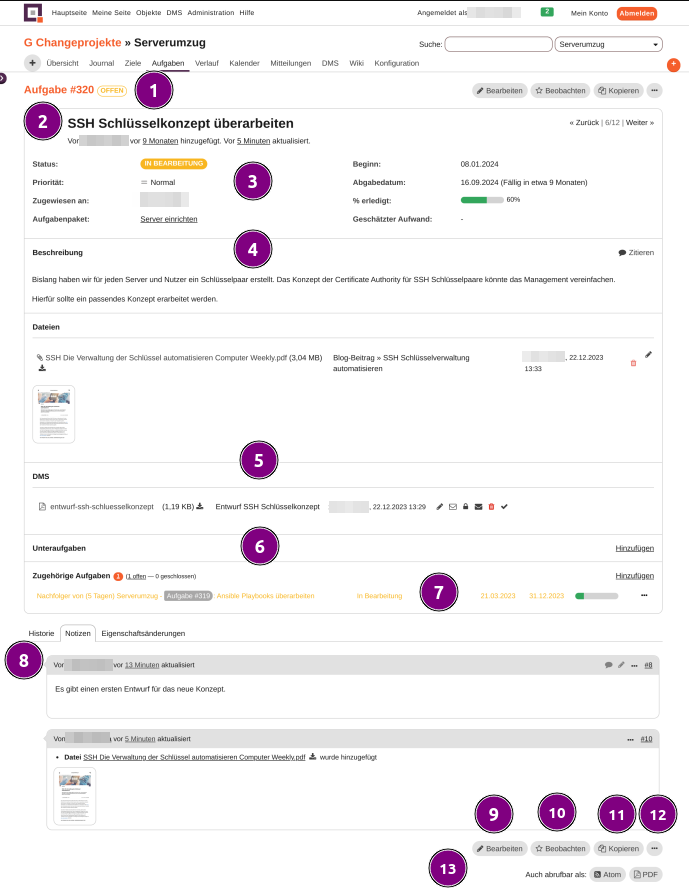 Hauptseite Meine Seite Objekte DMS Administration Hilfe Angemeldet als 2 Mein Konto Abmelden
G Changeprojekte » Serverumzug Suche: Serverumzug
+ Übersicht Journal Ziele Aufgaben Verlauf Kalender Mitteilungen DMS Wiki Konfiguration +
Aufgabe #320 OFFEN 1 Bearbeiten Beobachten Kopieren
2 SSH Schlüsselkonzept überarbeiten « Zurück | 6/12 | Weiter »
Von vor 9 Monaten hinzugefügt. Vor 5 Minuten aktualisiert.
Status: IN BEARBEITUNG Beginn: 08.01.2024
Priorität: Normal 3 Abgabedatum: 16.09.2024 (Fällig in etwa 9 Monaten)
Zugewiesen an: % erledigt: 60%
Aufgabenpaket: Server einrichten Geschätzter Aufwand: -
4
Beschreibung Zitieren
Bislang haben wir für jeden Server und Nutzer ein Schlüsselpaar erstellt. Das Konzept der Certificate Authority für SSH Schlüsselpaare könnte das Management vereinfachen.
Hierfür sollte ein passendes Konzept erarbeitet werden.
Dateien
SSH Die Verwaltung der Schlüssel automatisieren Computer Weekly.pdf (3,04 MB) Blog-Beitrag » SSH Schlüsselverwaltung , 22.12.2023
automatisieren 13:33
5
DMS
entwurf-ssh-schluesselkonzept (1,19 KB) Entwurf SSH Schlüsselkonzept , 22.12.2023 13:29
6
Unteraufgaben Hinzufügen
Zugehörige Aufgaben 1 (1 offen — 0 geschlossen) Hinzufügen
Nachfolger von (5 Tagen) Serverumzug - Aufgabe #319 Ansible Playbooks überarbeiten In Bearbeitung 7 21.03.2023 31.12.2023
Historie Notizen Eigenschaftsänderungen
8
Von vor 13 Minuten aktualisiert #8
Es gibt einen ersten Entwurf für das neue Konzept.
Von vor 5 Minuten aktualisiert #10
Datei SSH Die Verwaltung der Schlüssel automatisieren Computer Weekly.pdf wurde hinzugefügt
9 10 11 12
Bearbeiten Beobachten Kopieren
13
Auch abrufbar als: Atom PDF